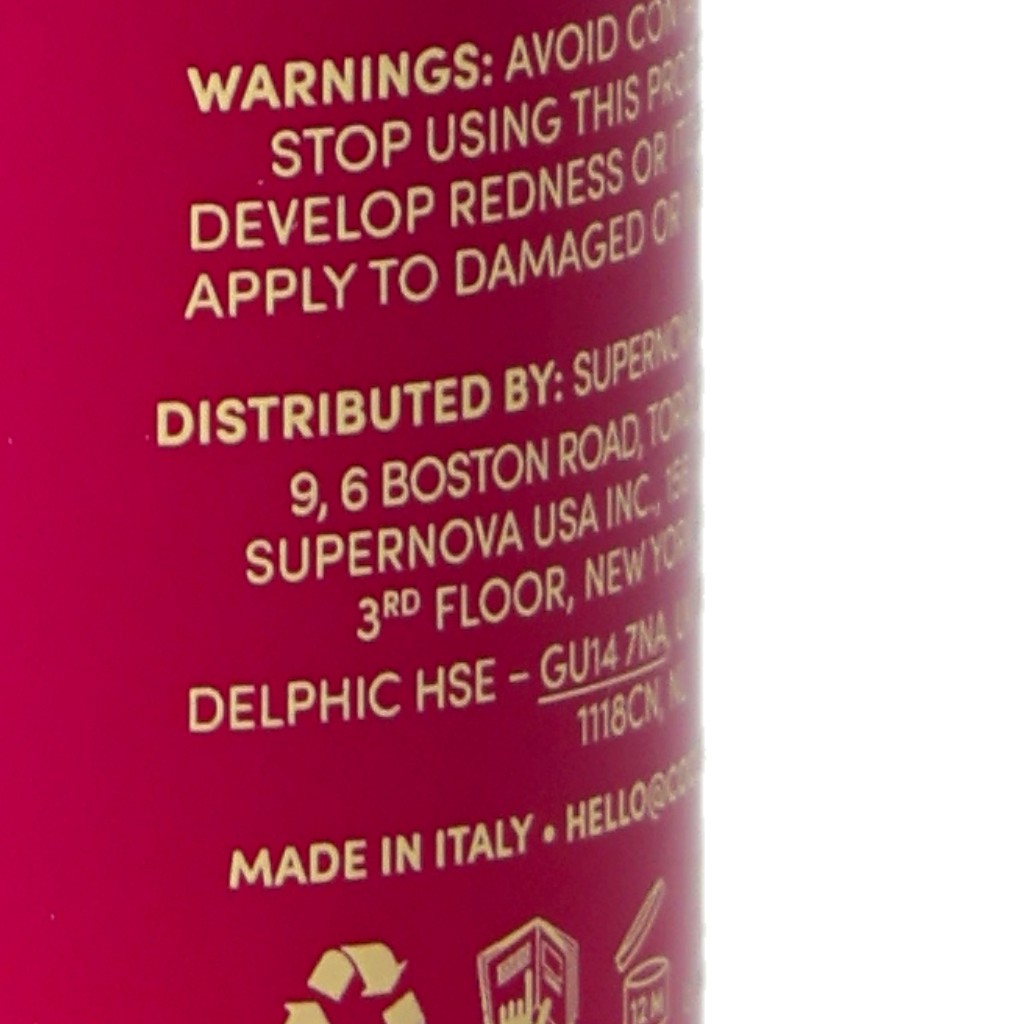 WARNINGS: AVOID
STOP USING THIS
DEVELOP REDNESS OR
APPLY TO DAMAGED OR
DISTRIBUTED BY:
9, 6 BOSTON ROAD,
SUPERNOVA USA INC.,
3RD FLOOR, NEW
DELPHIC HSE – GU14 7NA
1118CN,
MADE IN ITALY •
12 M